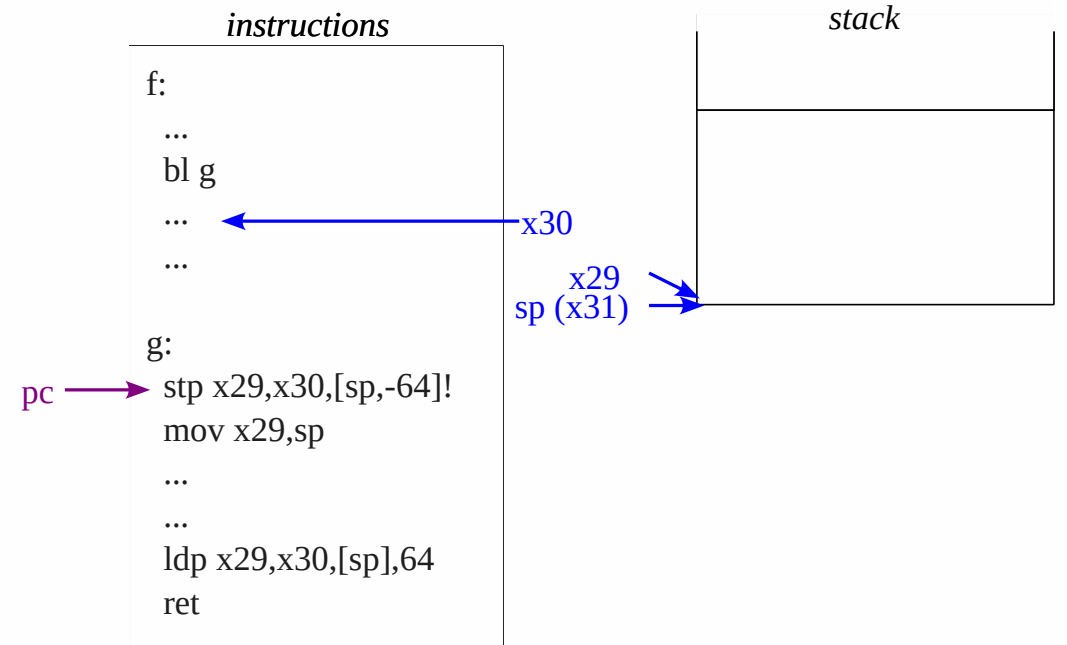 instructions
f:
...
bl g
...
...
g:
stp x29,x30,[sp,-64]!
mov x29,sp
...
...
ldp x29,x30,[sp],64
ret
pc
x30
x29
sp (x31)
stack